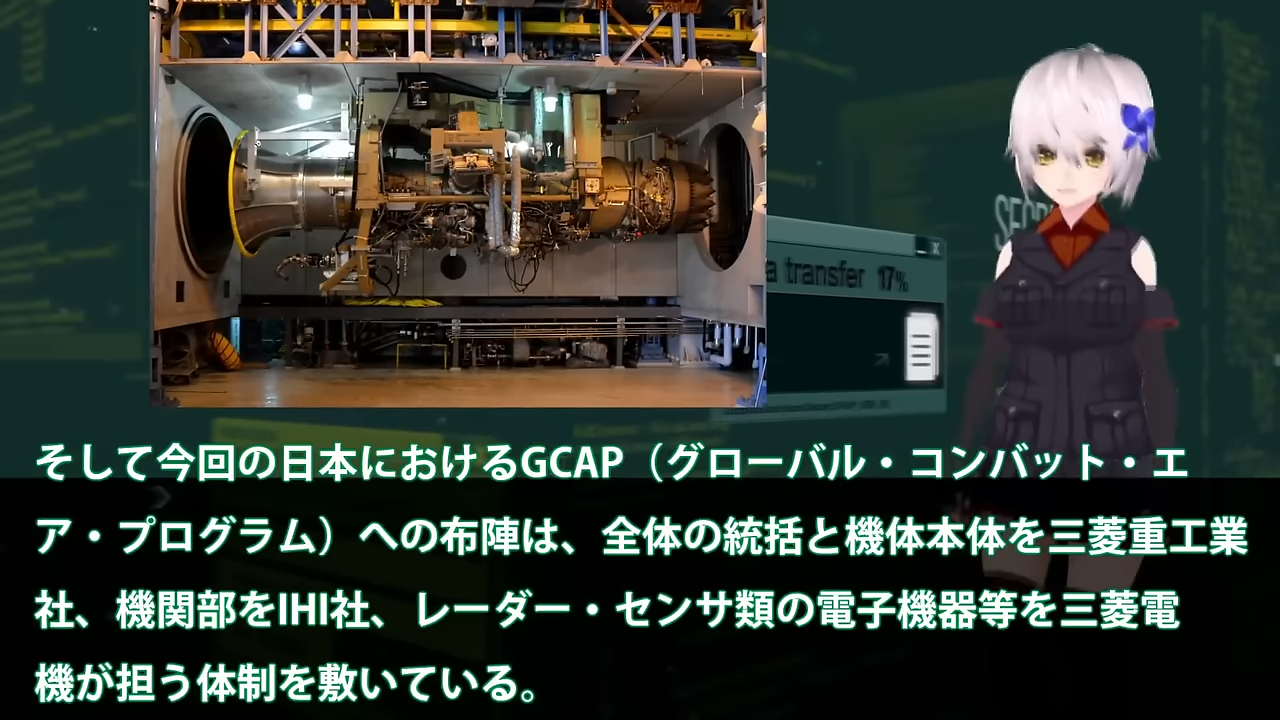 a transfer 17%
そして今回の日本におけるGCAP（グローバル・コンバット・エ
ア・プログラム）への布陣は、全体の統括と機体本体を三菱重工業
社、機関部をIHI社、レーダー・センサ類の電子機器等を三菱電
機が担う体制を敷いている。